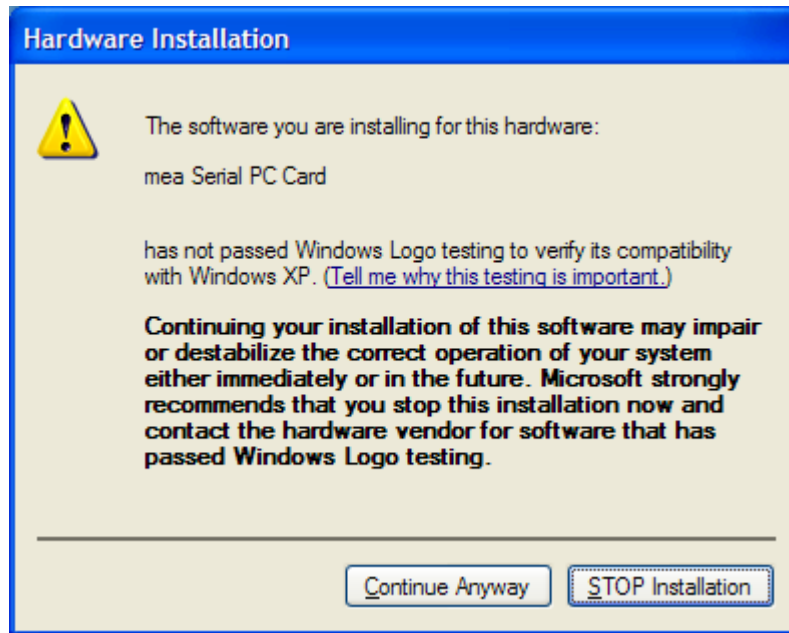 Hardware Installation
The software you are installing for this hardware:
mea Serial PC Card
has not passed Windows Logo testing to verify its compatibility
with Windows XP. (Tell me why this testing is important.)
Continuing your installation of this software may impair
or destabilize the correct operation of your system
either immediately or in the future. Microsoft strongly
recommends that you stop this installation now and
contact the hardware vendor for software that has
passed Windows Logo testing.
Continue Anyway STOP Installation